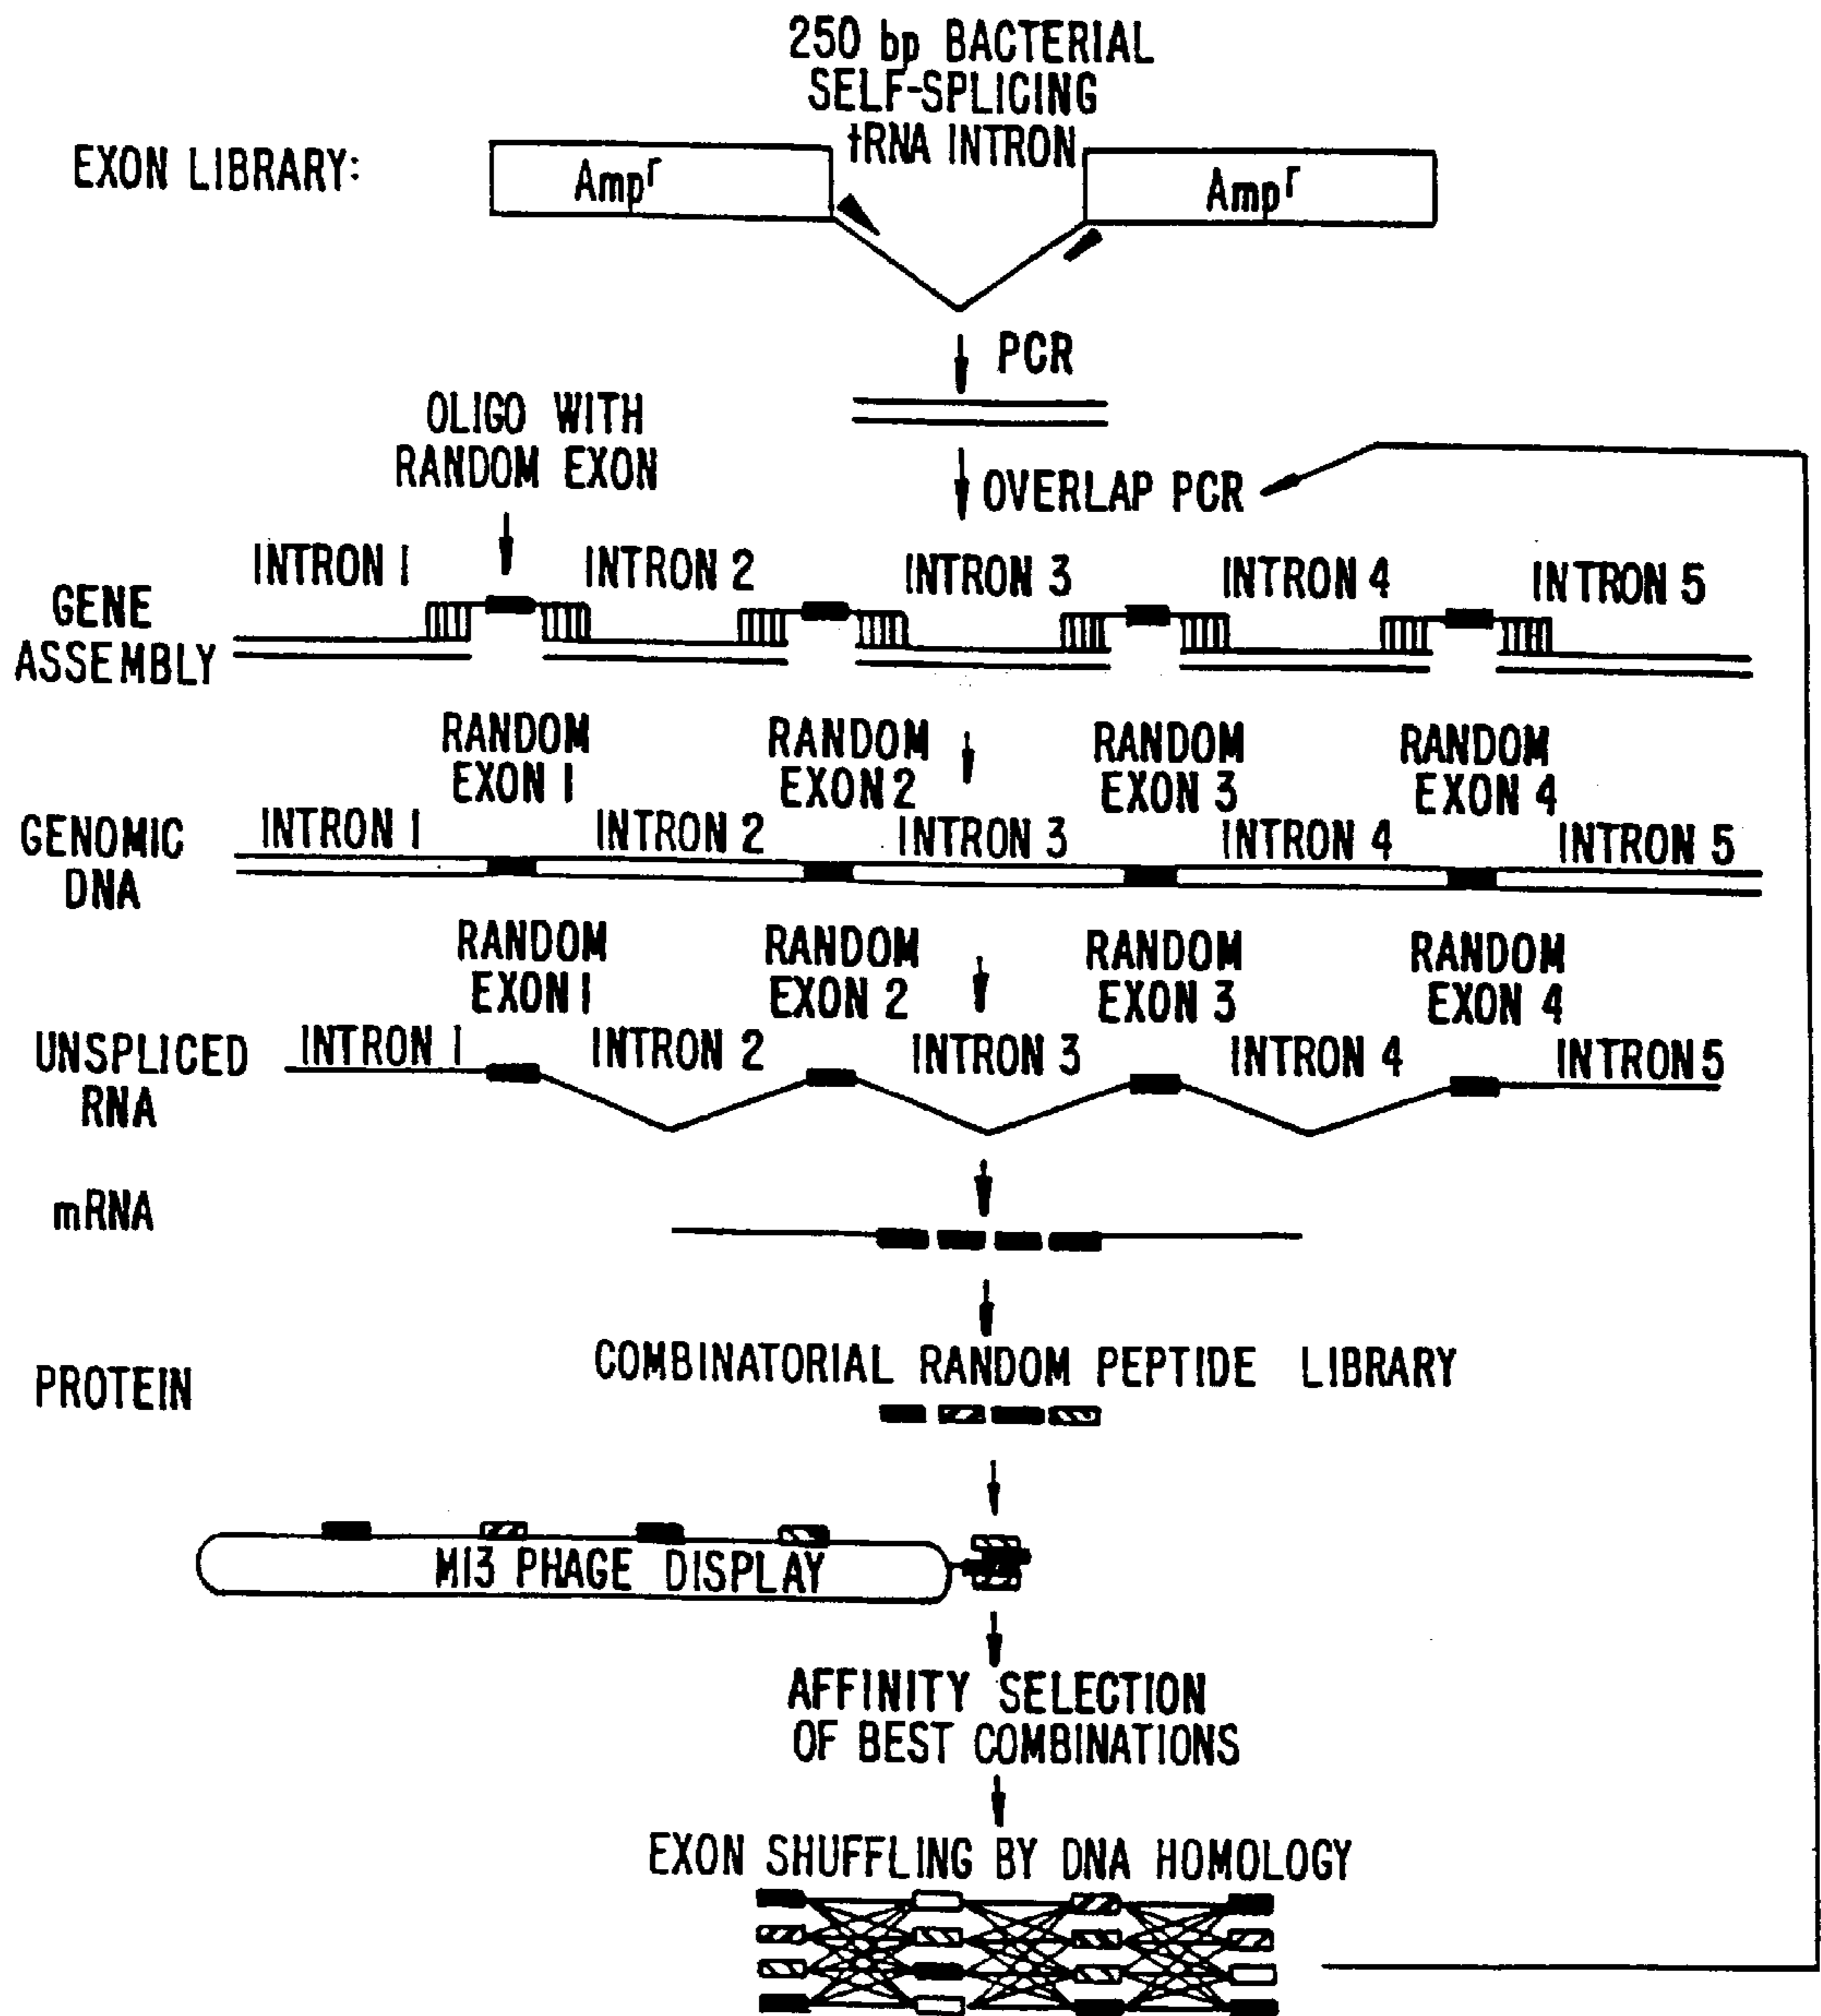 250 bp BACTERIAL
SELF-SPLICING
tRNA INTRON
EXON LIBRARY:
Ampr
Ampr
PCR
OLIGO WITH
RANDOM EXON
OVERLAP PCR
INTRON 1
INTRON 2
INTRON 3
INTRON 4
INTRON 5
GENE
ASSEMBLY
RANDOM
EXON 1
RANDOM
EXON 2
RANDOM
EXON 3
RANDOM
EXON 4
GENOMIC
DNA
INTRON 1
INTRON 2
INTRON 3
INTRON 4
INTRON 5
RANDOM
EXON 1
RANDOM
EXON 2
RANDOM
EXON 3
RANDOM
EXON 4
UNSPLICED
RNA
INTRON 1
INTRON 2
INTRON 3
INTRON 4
INTRON 5
mRNA
PROTEIN
COMBINATORIAL RANDOM PEPTIDE LIBRARY
M13 PHAGE DISPLAY
AFFINITY SELECTION
OF BEST COMBINATIONS
EXON SHUFFLING BY DNA HOMOLOGY